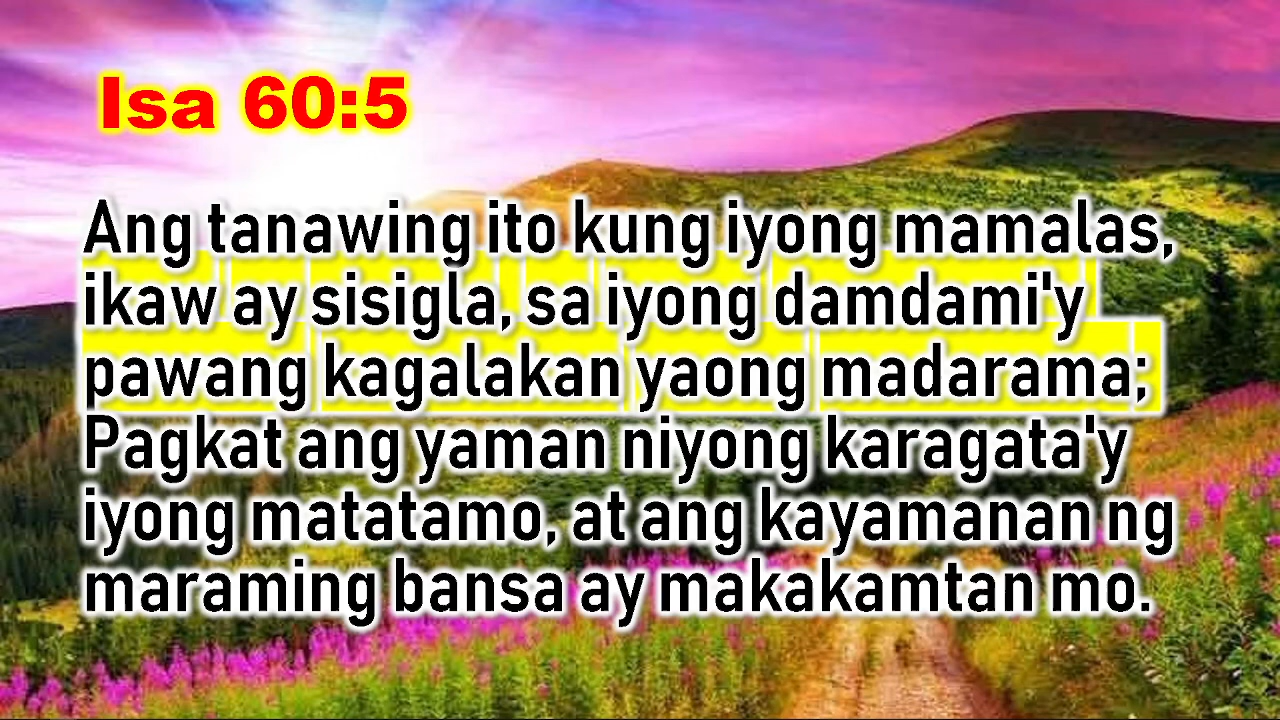 Isa 60:5
Ang tanawing ito kung iyong mamalas,
ikaw ay sisigla, sa iyong damdami'y
pawang kagalakan yaong madarama;
Pagkat ang yaman niyong karagata'y
iyong matatamo, at ang kayamanan ng
maraming bansa ay makakamtan mo.